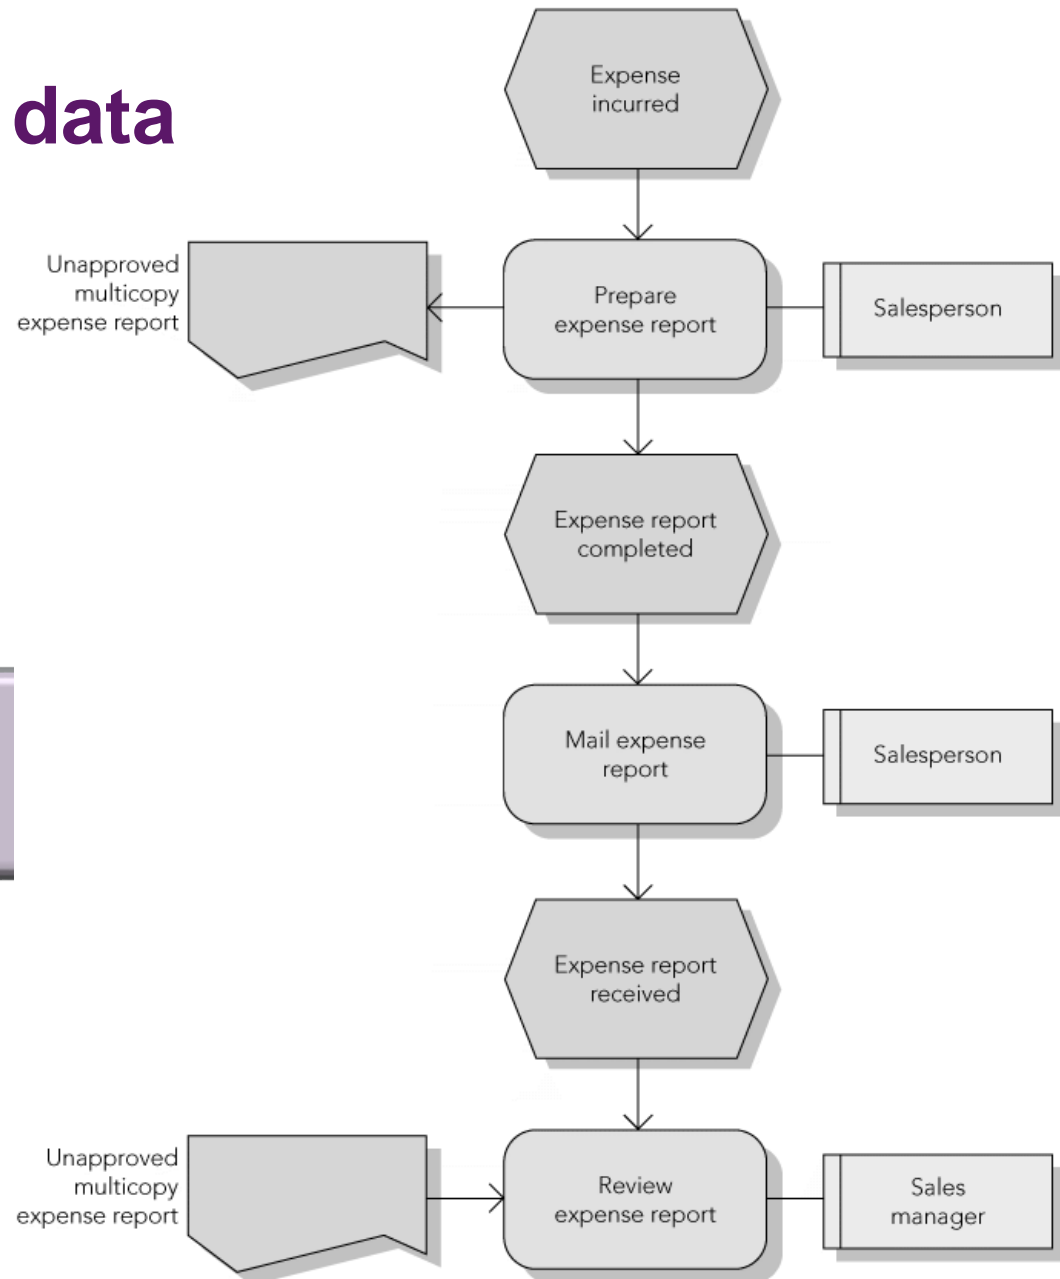 data
Expense
incurred
Unapproved
multicopy
expense report
Prepare
expense report
Salesperson
Expense report
completed
Mail expense
report
Salesperson
Expense report
received
Unapproved
multicopy
expense report
Review
expense report
Sales
manager